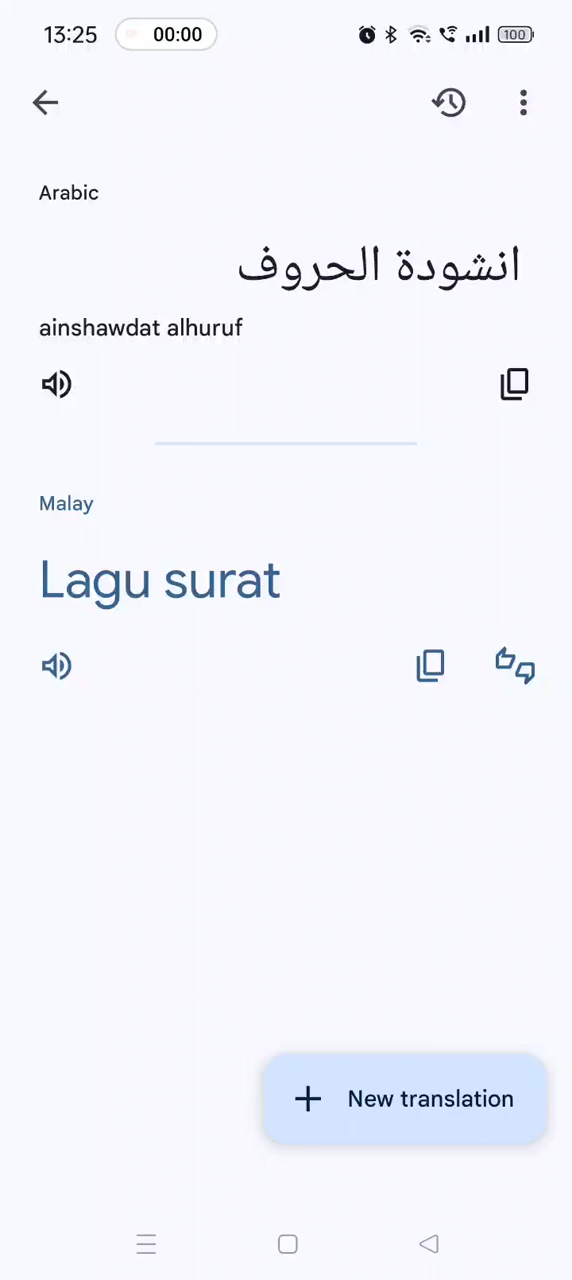 13:25
00:00
100
Arabic
انشودة الحروف
ainshawdat alhuruf
Malay
Lagu surat
New translation